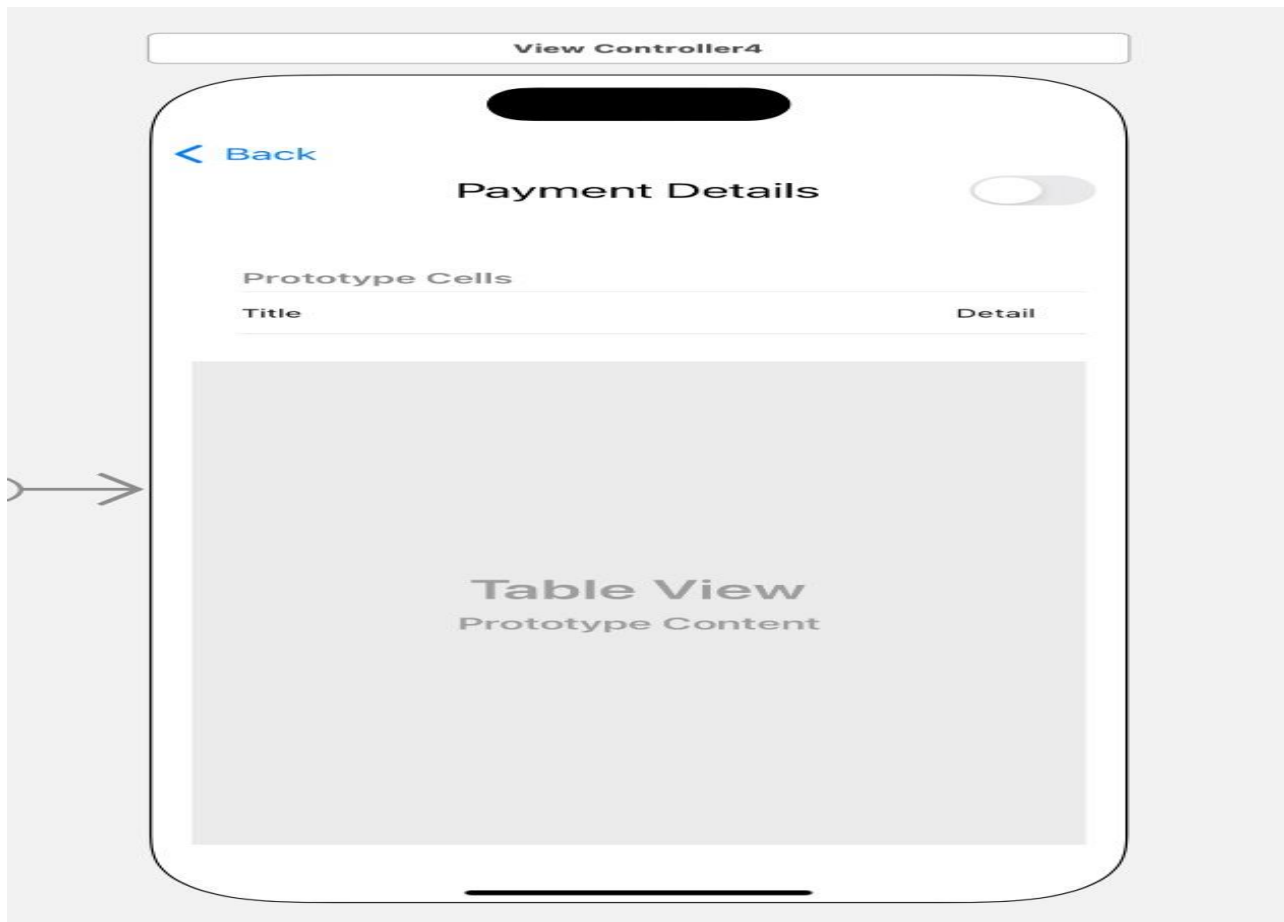 View Controller4
Back
Payment Details
Prototype Cells
Title Detail
Table View
Prototype Content